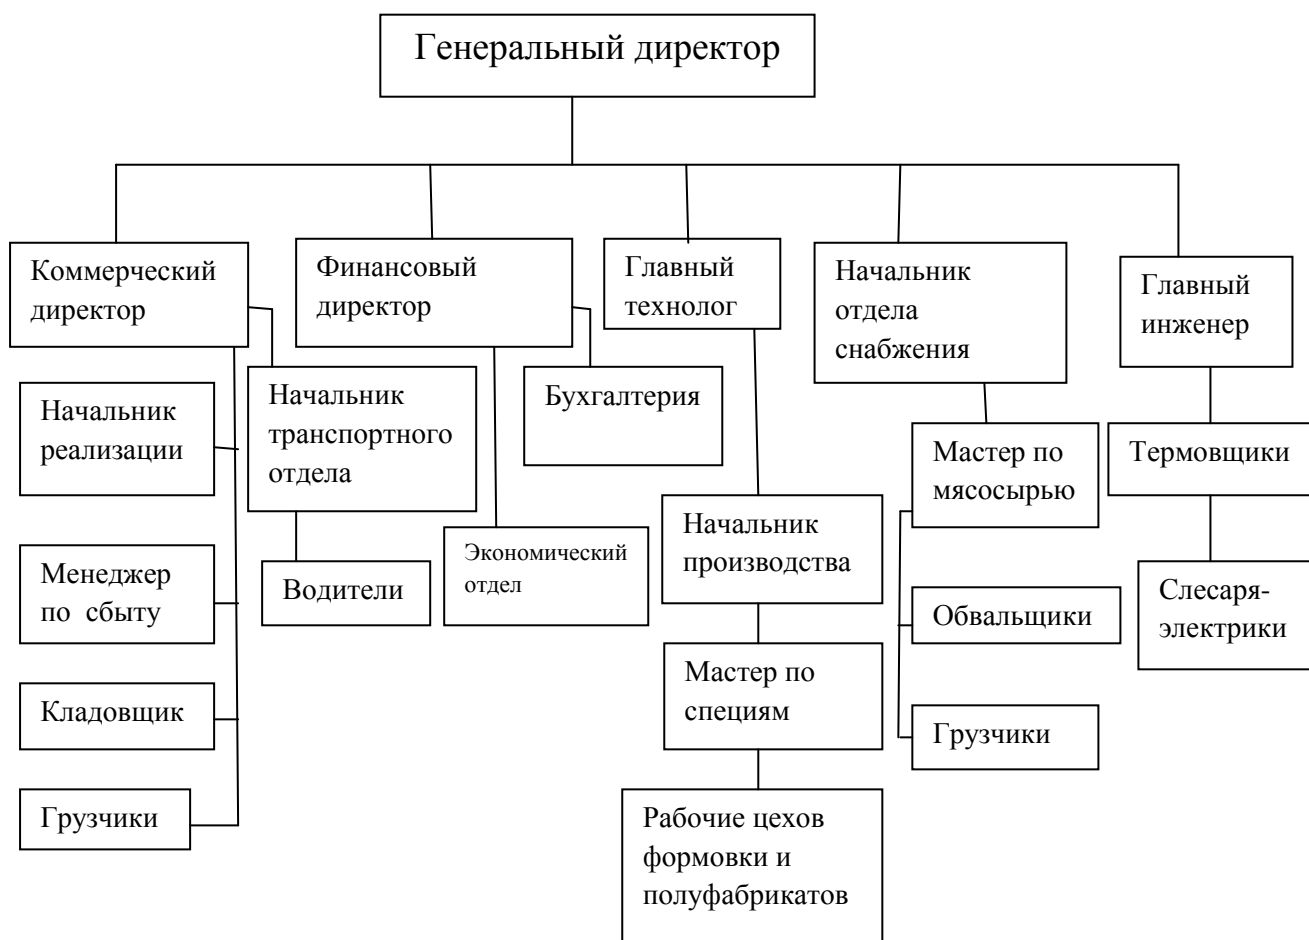 Генеральный директор
Коммерческий
директор
Финансовый
директор
Главный
технолог
Начальник
отдела
снабжения
Главный
инженер
Начальник
реализации
Начальник
транспортного
отдела
Бухгалтерия
Мастер по
мясосырью
Термовщики
Начальник
производства
Менеджер
по сбыту
Водители
Экономический
отдел
Обвальщики
Слесаря-
электрики
Мастер по
специям
Кладовщик
Грузчики
Грузчики
Рабочие цехов
формовки и
полуфабрикатов